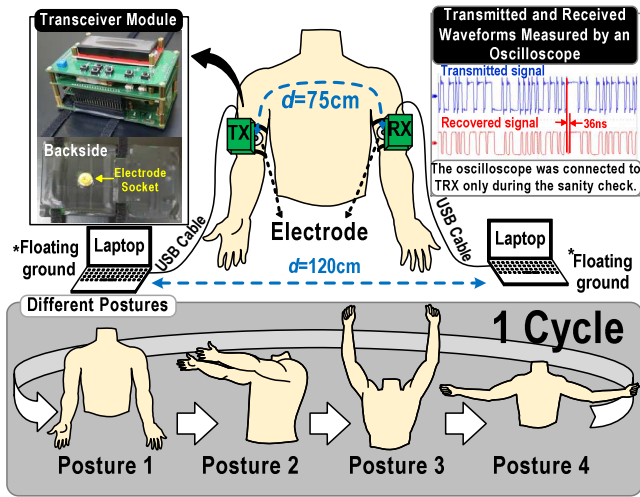 Transceiver Module
Backside
Electrode
Socket
TX
d=75cm
RX
Electrode
USB Cable
USB Cable
Transmitted and Received
Waveforms Measured by an
Oscilloscope
Transmitted signal
Recovered signal
36ns
The oscilloscope was connected to
TRX only during the sanity check.
*Floating
ground
Laptop
d=120cm
Laptop
*Floating
ground
Different Postures
1 Cycle
Posture 1
Posture 2
Posture 3
Posture 4